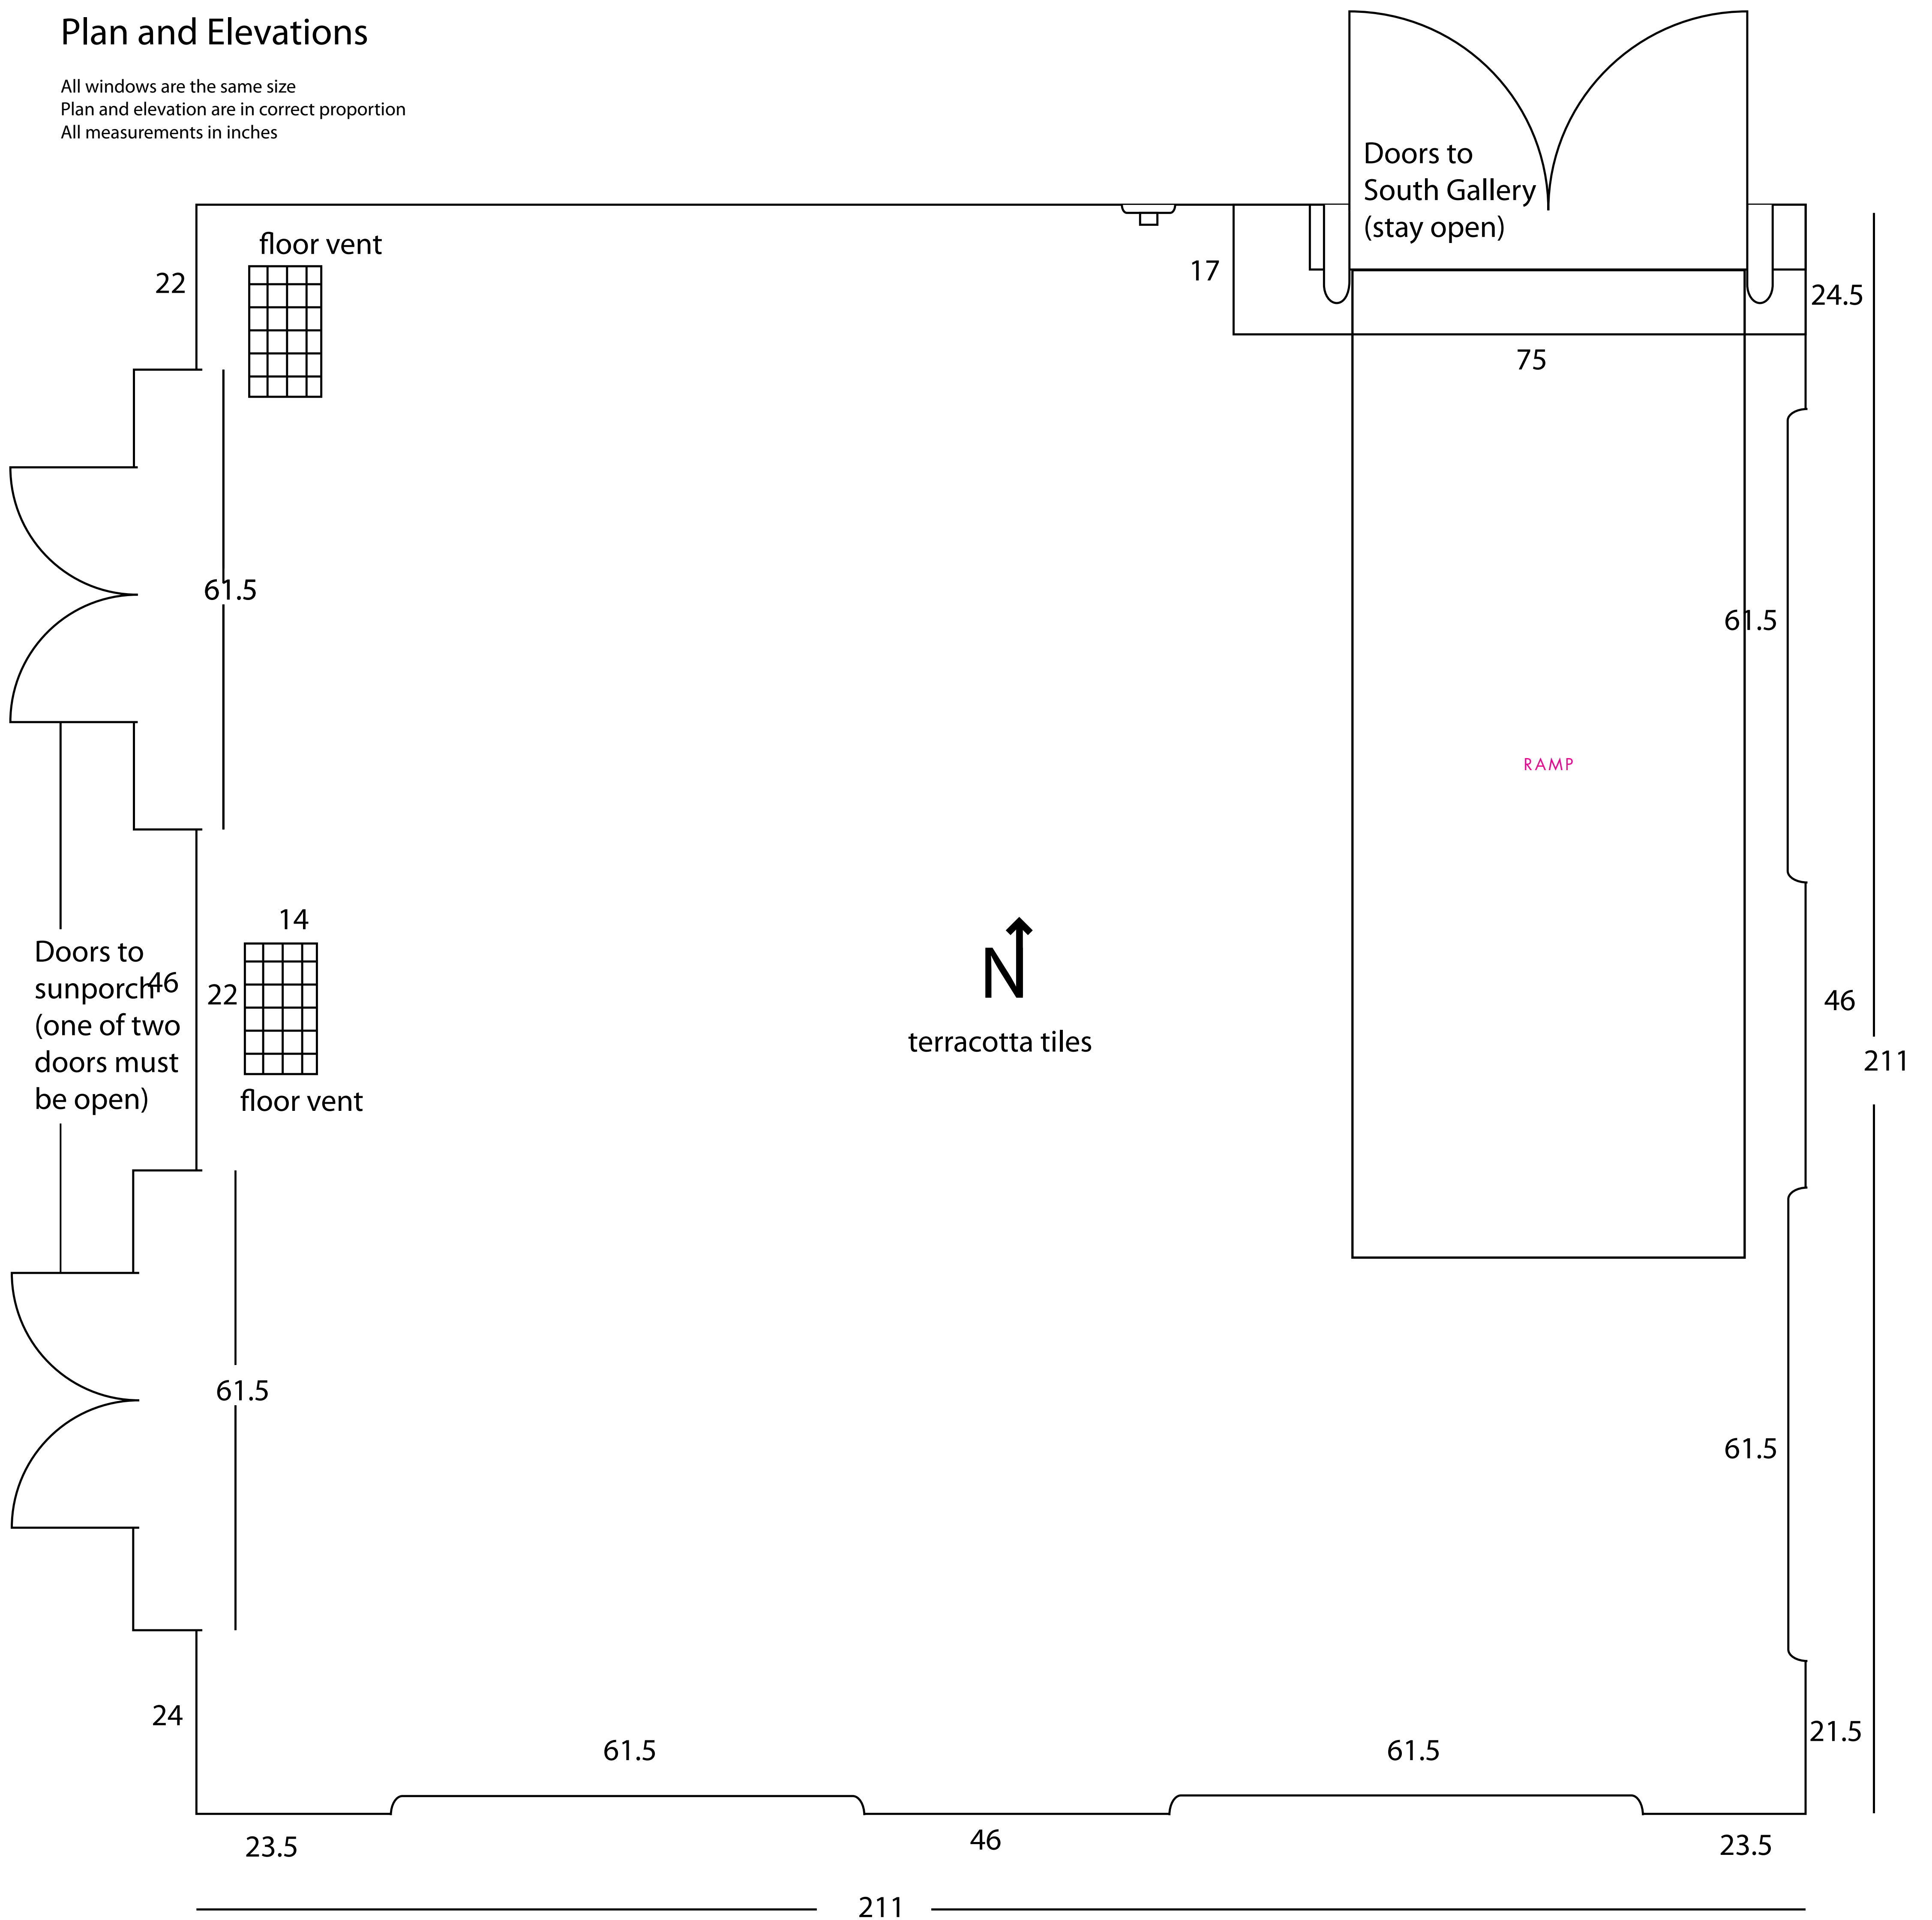 Plan and Elevations
All windows are the same size
Plan and elevation are in correct proportion
All measurements in inches
Doors to
South Gallery
(stay open)
floor vent
22
17
24.5
75
61.5
61.5
RAMP
14
Doors to
sunporch
(one of two
doors must
be open)
46
22
floor vent
N
terracotta tiles
46
211
61.5
61.5
24
61.5
61.5
21.5
23.5
46
23.5
211